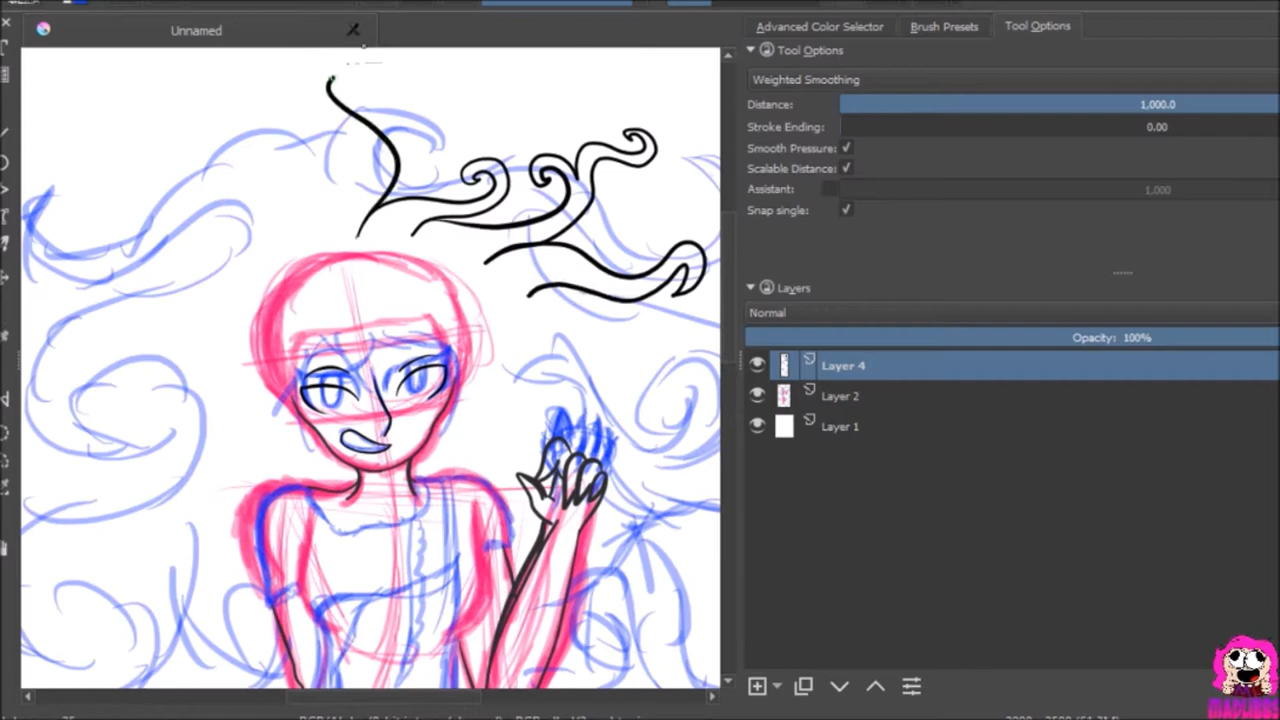 Unnamed
Advanced Color Selector
Brush Presets
Tool Options
Tool Options
Weighted Smoothing
Distance: 1,000.0
Stroke Ending: 0.00
Smooth Pressure:
Scalable Distance:
Assistant: 1,000
Snap single:
Layers
Normal
Opacity: 100%
Layer 4
Layer 2
Layer 1